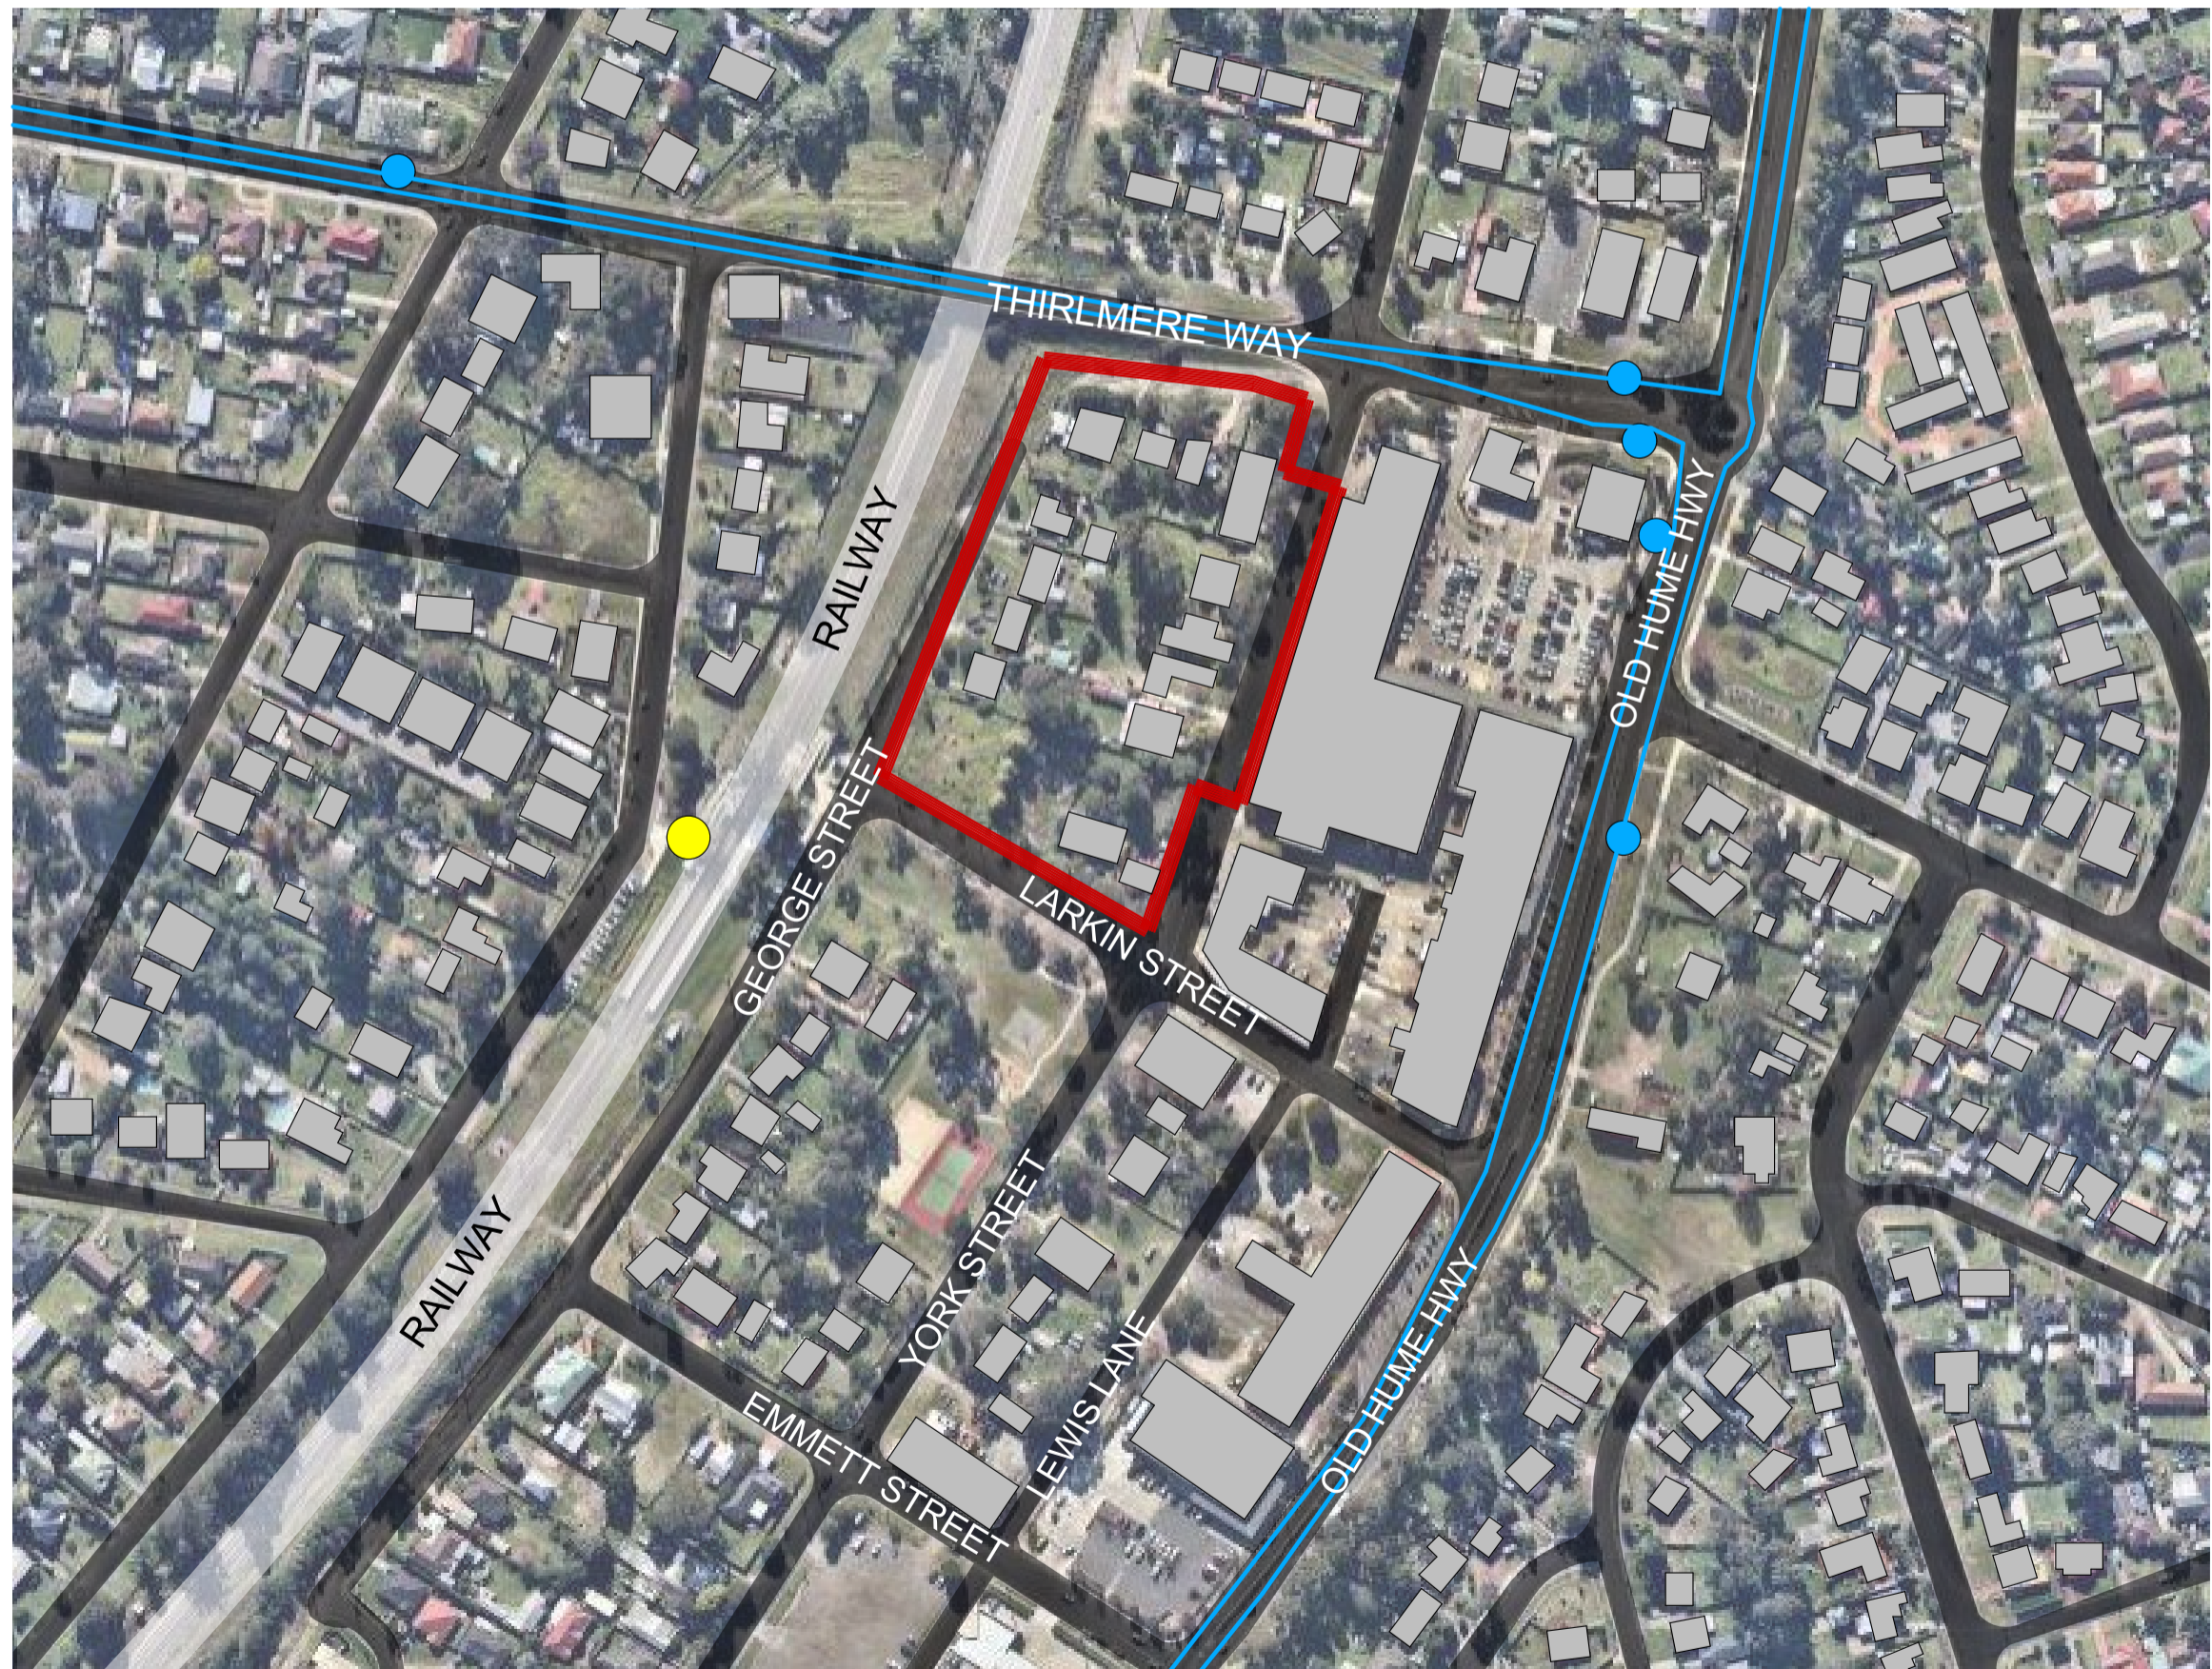 THIRLMERE WAY
RAILWAY
OLD HUME HWY
GEORGE STREET
LARKIN STREET
YORK STREET
RAILWAY
OLD HUME HWY
LEWIS LANE
EMMETT STREET